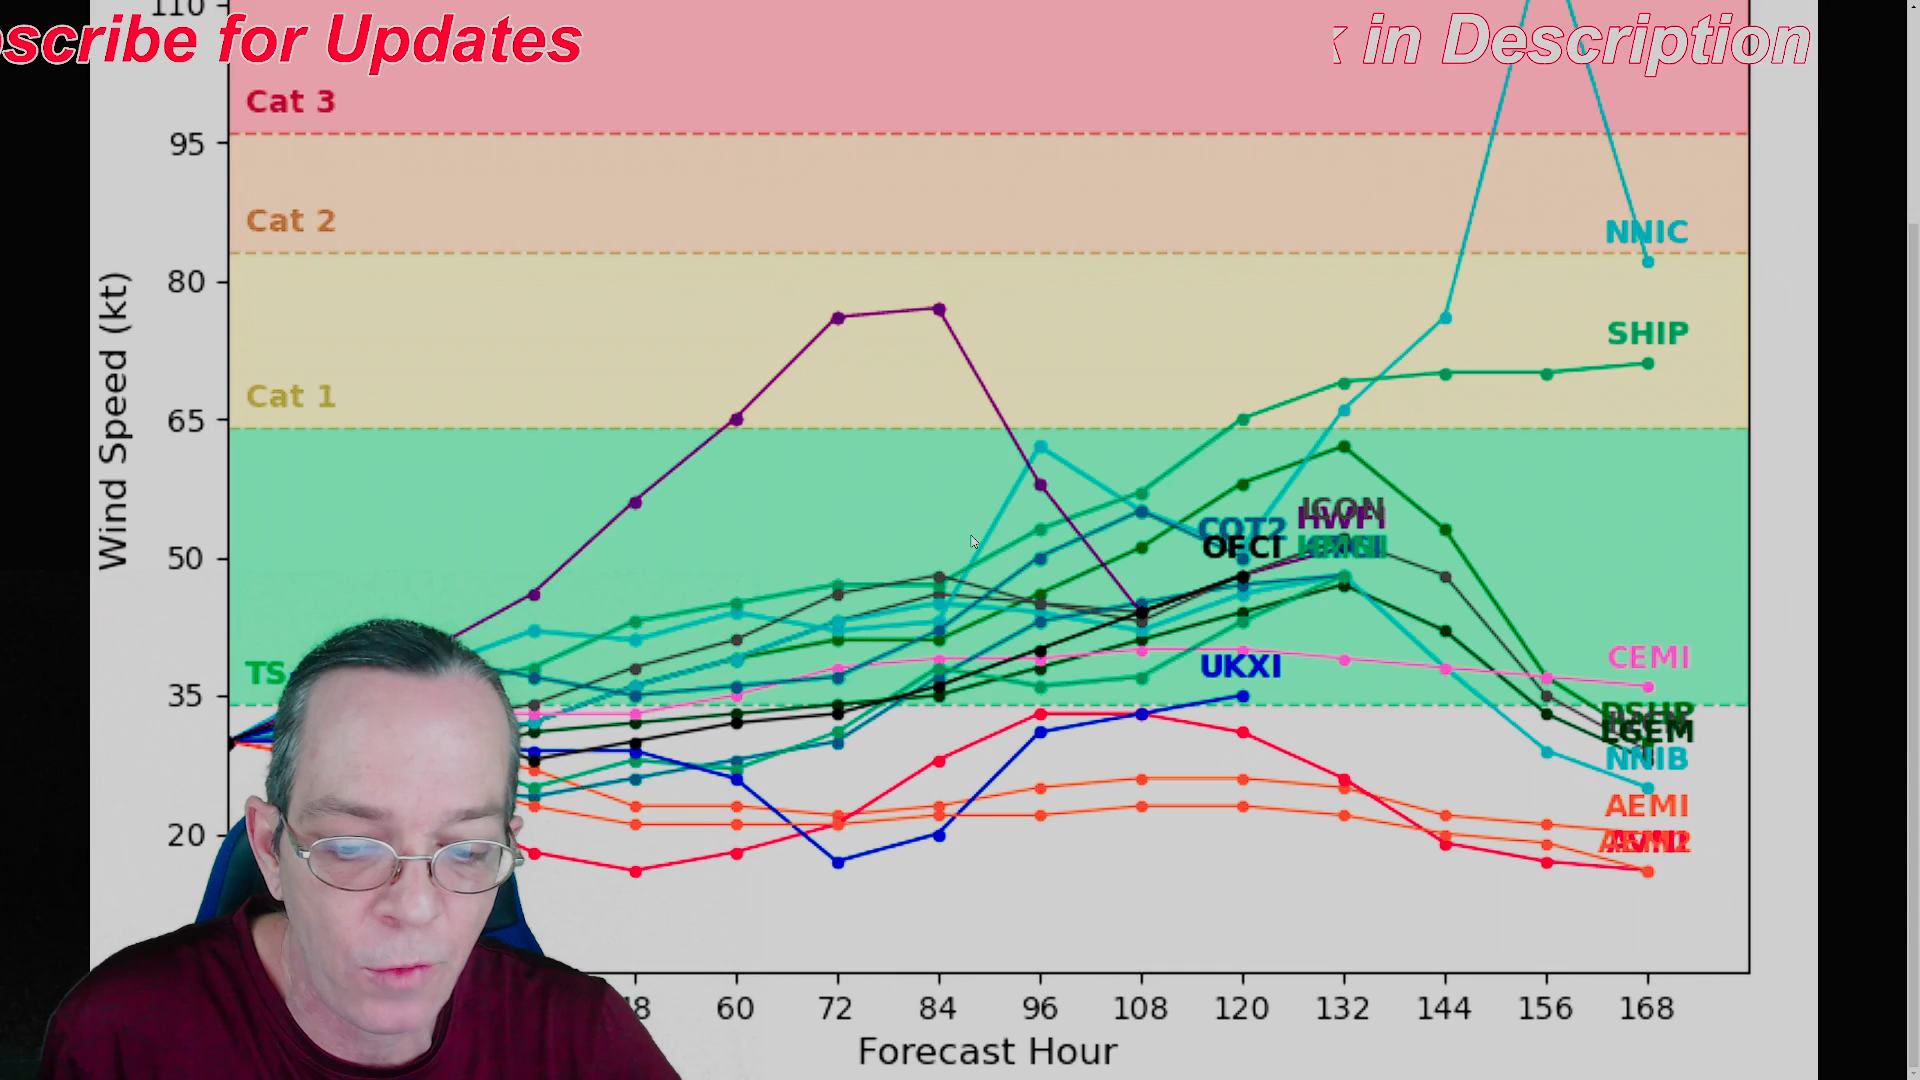 110
scribe for Updates
in Description
Cat 3
95
Cat 2
NNIC
80
SHIP
Cat 1
65
ICON
COT2 HWFI
50
OFCI
UKXI
CEMI
TS
35
DSHP
LGEM
NNIB
AEMI
20
Wind Speed (kt)
60 72 84 96 108 120 132 144 156 168
Forecast Hour